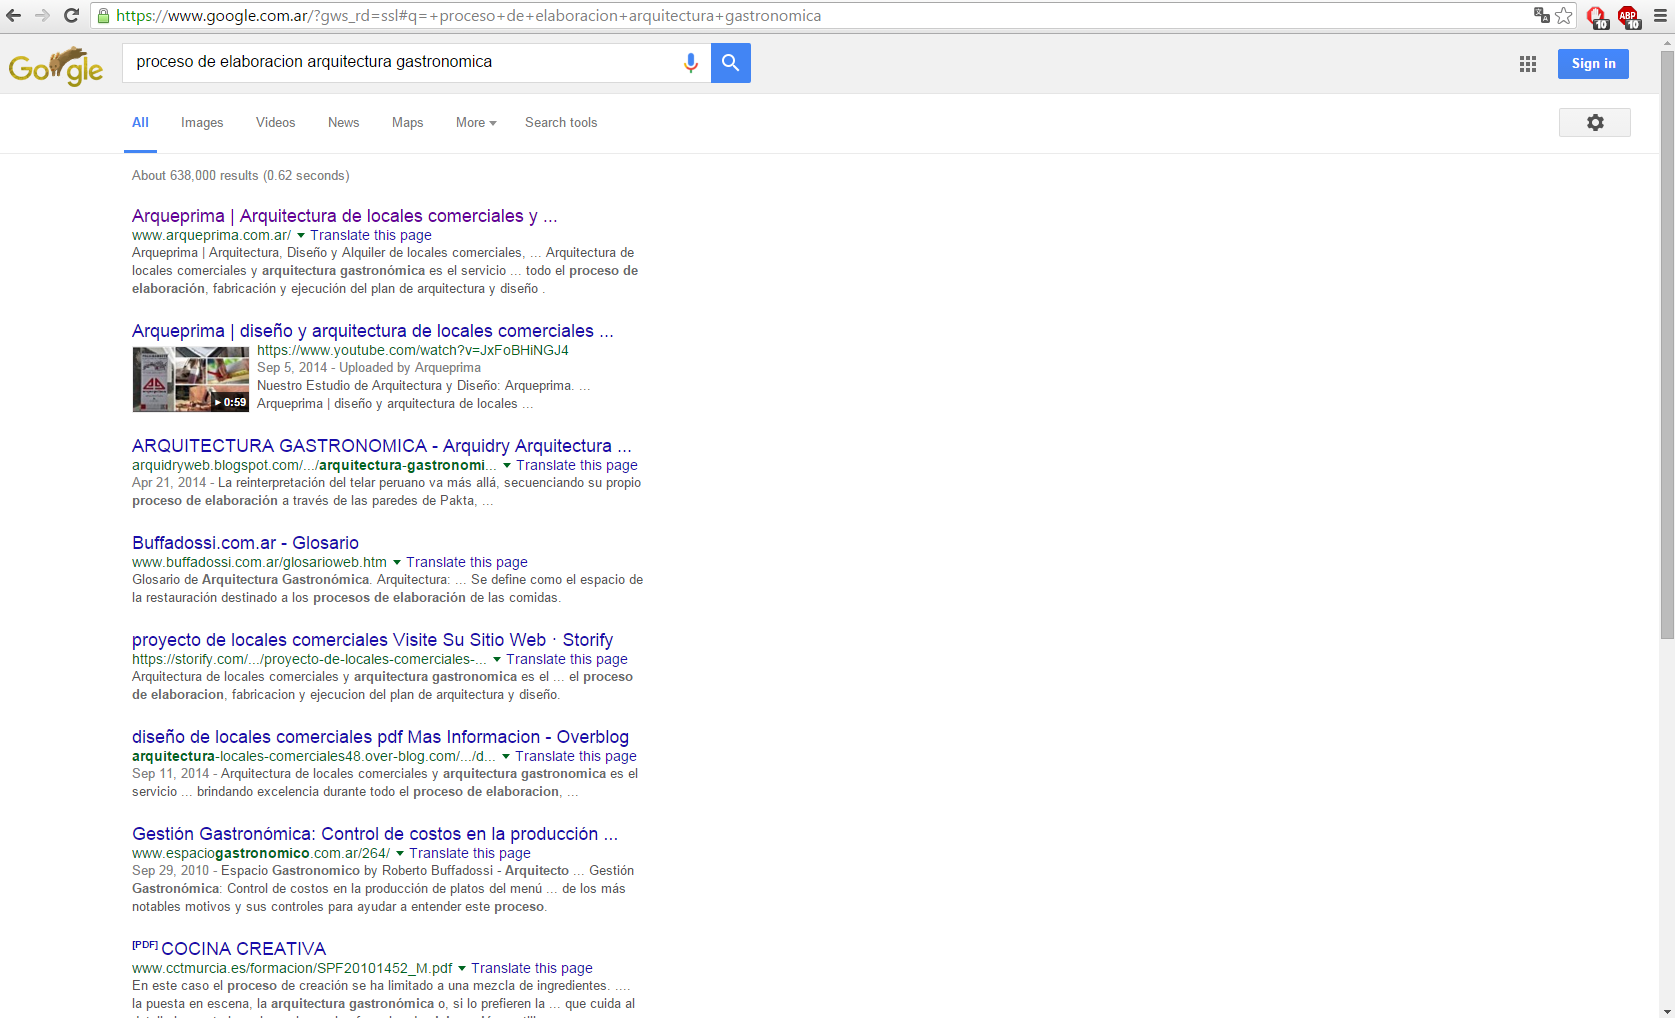 https://www.google.com.ar/?gws_rd=ssl#q=+proceso+de+elaboracion+arquitectura+gastronomica
10
ABP
10
Google
proceso de elaboracion arquitectura gastronomica
Sign in
All Images Videos News Maps More Search tools
About 638,000 results (0.62 seconds)
Arqueprima | Arquitectura de locales comerciales y ...
www.arqueprima.com.ar/ Translate this page
Arqueprima | Arquitectura, Diseño y Alquiler de locales comerciales, ... Arquitectura de
locales comerciales y arquitectura gastronómica es el servicio ... todo el proceso de
elaboración, fabricación y ejecución del plan de arquitectura y diseño .
Arqueprima | diseño y arquitectura de locales comerciales ...
https://www.youtube.com/watch?v=JxFoBHiNGJ4
Sep 5, 2014 - Uploaded by Arqueprima
Nuestro Estudio de Arquitectura y Diseño: Arqueprima. ...
Arqueprima | diseño y arquitectura de locales ...
0:59
ARQUITECTURA GASTRONOMICA - Arquidry Arquitectura ...
arquidryweb.blogspot.com/.../arquitectura-gastronomi... Translate this page
Apr 21, 2014 - La reinterpretación del telar peruano va más allá, secuenciando su propio
proceso de elaboración a través de las paredes de Pakta, ...
Buffadossi.com.ar - Glosario
www.buffadossi.com.ar/glosarioweb.htm Translate this page
Glosario de Arquitectura Gastronómica. Arquitectura: ... Se define como el espacio de
la restauración destinado a los procesos de elaboración de las comidas.
proyecto de locales comerciales Visite Su Sitio Web · Storify
https://storify.com/.../proyecto-de-locales-comerciales-... Translate this page
Arquitectura de locales comerciales y arquitectura gastronomica es el ... el proceso
de elaboracion, fabricacion y ejecucion del plan de arquitectura y diseño.
diseño de locales comerciales pdf Mas Informacion - Overblog
arquitectura-locales-comerciales48.over-blog.com/.../d... Translate this page
Sep 11, 2014 - Arquitectura de locales comerciales y arquitectura gastronomica es el
servicio ... brindando excelencia durante todo el proceso de elaboracion, ...
Gestión Gastronómica: Control de costos en la producción ...
www.espaciogastronomico.com.ar/264/ Translate this page
Sep 29, 2010 - Espacio Gastronomico by Roberto Buffadossi - Arquitecto ... Gestión
Gastronómica: Control de costos en la producción de platos del menú ... de los más
notables motivos y sus controles para ayudar a entender este proceso.
[PDF] COCINA CREATIVA
www.cctmurcia.es/formacion/SPF20101452_M.pdf Translate this page
En este caso el proceso de creación se ha limitado a una mezcla de ingredientes. ....
la puesta en escena, la arquitectura gastronómica o, si lo prefieren la ... que cuida al